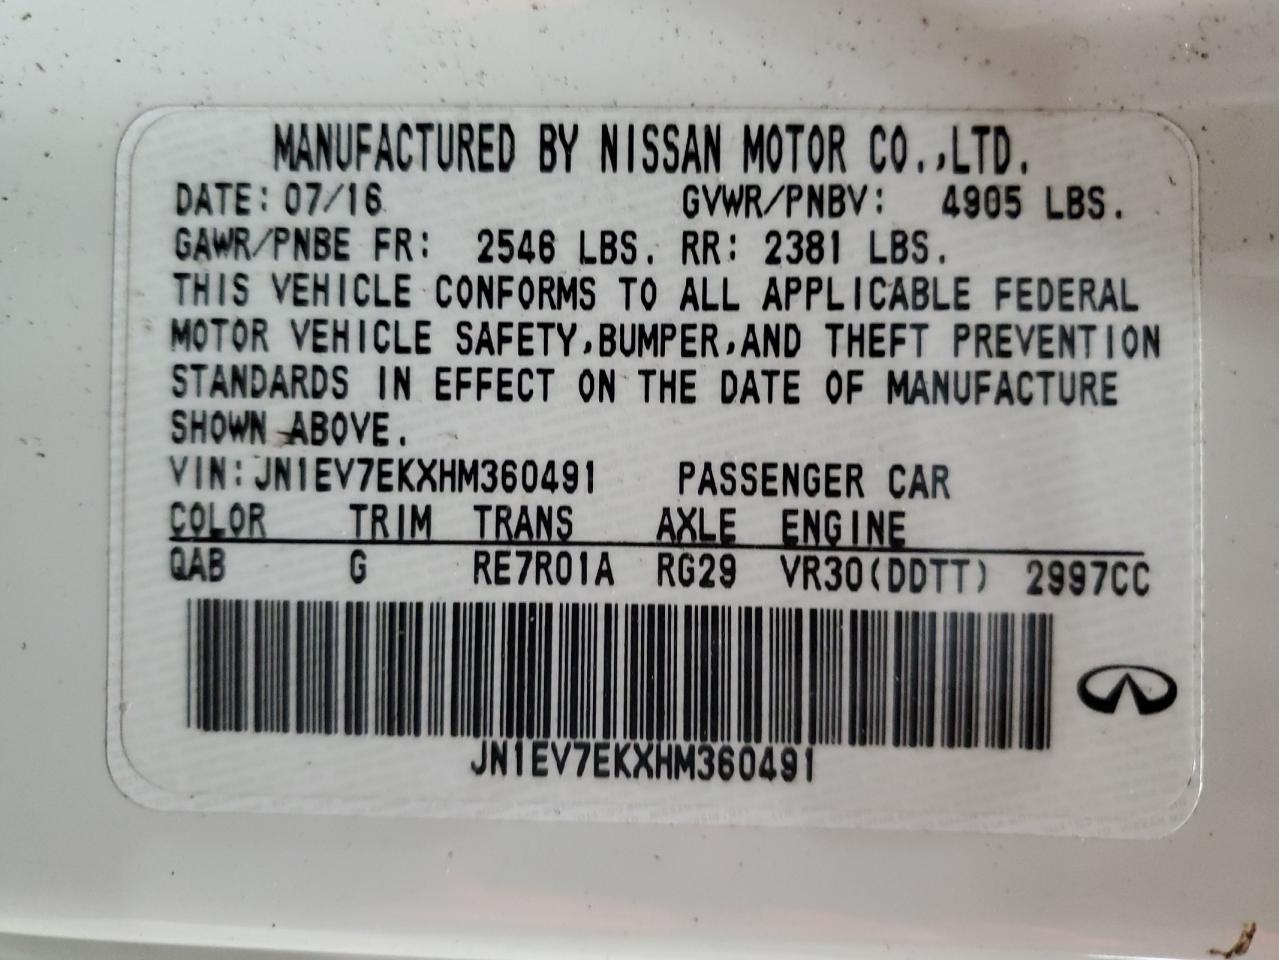 MANUFACTURED BY NISSAN MOTOR CO.,LTD.
DATE: 07/16 GVWR/PNBV: 4905 LBS.
GAWR/PNBE FR: 2546 LBS. RR: 2381 LBS.
THIS VEHICLE CONFORMS TO ALL APPLICABLE FEDERAL
MOTOR VEHICLE SAFETY,BUMPER,AND THEFT PREVENTION
STANDARDS IN EFFECT ON THE DATE OF MANUFACTURE
SHOWN ABOVE.
VIN: JN1EV7EKXHM360491 PASSENGER CAR
COLOR TRIM TRANS AXLE ENGINE
QAB G RE7R01A RG29 VR30(DDTT) 2997CC
JN1EV7EKXHM360491